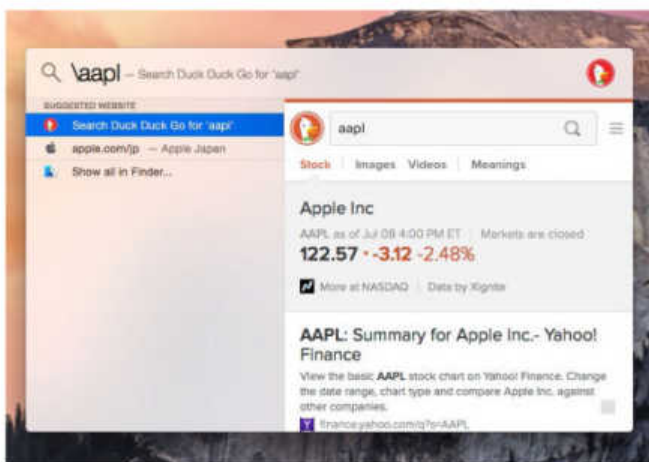 \aapl — Search Duck Duck Go for 'aapl'
SUGGESTED WEBSITE
Search Duck Duck Go for 'aapl'
apple.com/jp — Apple Japan
Show all in Finder...
aapl
Stock Images Videos Meanings
Apple Inc
AAPL as of Jul 08 4:00 PM ET Markets are closed
122.57 • -3.12 -2.48%
More at NASDAQ Data by Xignite
AAPL: Summary for Apple Inc.- Yahoo!
Finance
View the basic AAPL stock chart on Yahoo! Finance. Change
the date range, chart type and compare Apple Inc. against
other companies.
finance.yahoo.com/q?s=AAPL